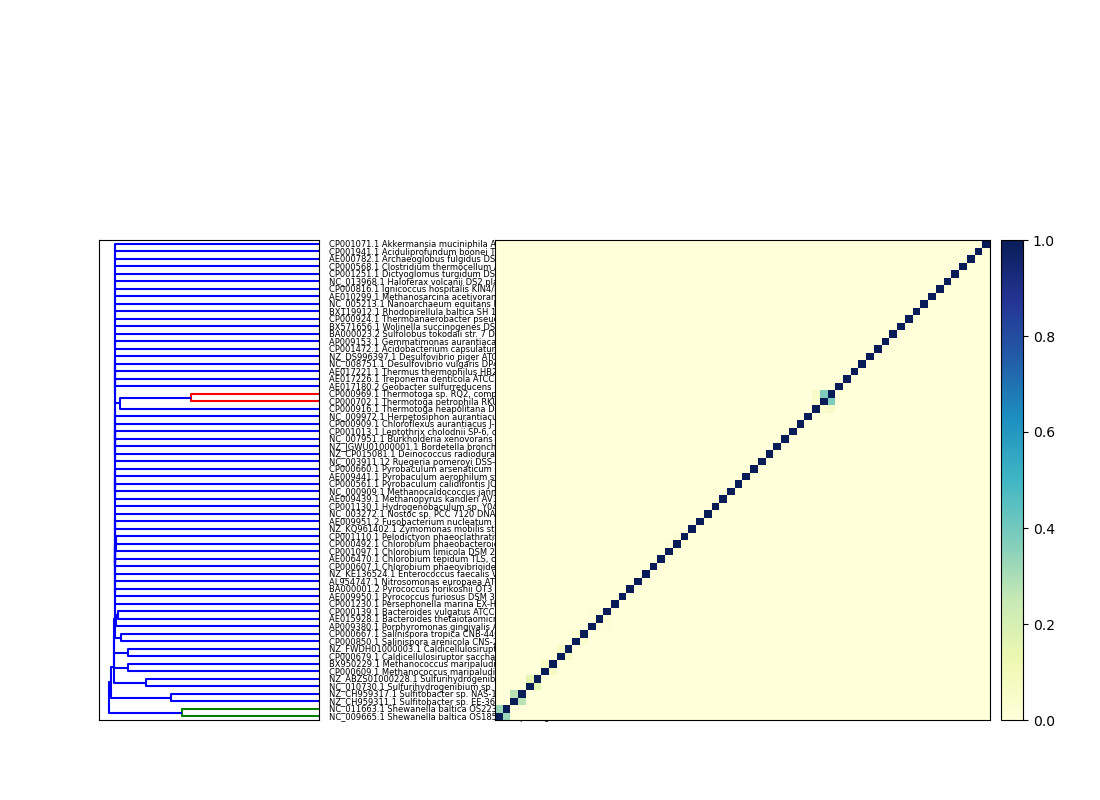 CP001071.1 Akkermansia muciniphila A
CP001941.1 Aciduliprofundum boonei T
AE000782.1 Archaeoglobus fulgidus DS
CP000568.1 Clostridium thermocellum
CP001251.1 Dictyoglomus turgidum DS
NC_013968.1 Haloferax volcanii DS2 pla
CP000816.1 Ignicoccus hospitalis KIN4/
AE010299.1 Methanosarcina acetivoran
NC_005213.1 Nanoarchaeum equitans
BX119912.1 Rhodopirellula baltica SH 1
CP000924.1 Thermoanaerobacter pseu
BX571656.1 Wolinella succinogenes DS
BA000023.2 Sulfolobus tokodaii str. 7 D
AP009153.1 Gemmatimonas aurantiaca
CP001472.1 Acidobacterium capsulatum
NZ_DS996397.1 Desulfovibrio piger ATC
NC_008751.1 Desulfovibrio vulgaris DP4
AE017221.1 Thermus thermophilus HB2
AE017226.1 Treponema denticola ATCC
AE017180.2 Geobacter sulfurreducens
CP000969.1 Thermotoga sp. RQ2, comp
CP000702.1 Thermotoga petrophila RKU
CP000916.1 Thermotoga neapolitana D
NC_009972.1 Herpetosiphon aurantiacu
CP000909.1 Chloroflexus aurantiacus J-
CP001013.1 Leptothrix cholodnii SP-6, c
NC_007951.1 Burkholderia xenovorans
NZ_JGWU01000001.1 Bordetella bronch
NZ_CP015081.1 Deinococcus radiodura
NC_003911.12 Ruegeria pomeroyi DSS-
CP000660.1 Pyrobaculum arsenaticum
AE009441.1 Pyrobaculum aerophilum s
CP000561.1 Pyrobaculum calidifontis JC
NC_000909.1 Methanocaldococcus jann
AE009439.1 Methanopyrus kandleri AV
CP001130.1 Hydrogenobaculum sp. Y04
NC_003272.1 Nostoc sp. PCC 7120 DNA
AE009951.2 Fusobacterium nucleatum
NZ_KQ961402.1 Zymomonas mobilis st
CP001110.1 Pelodictyon phaeoclathrati
CP000492.1 Chlorobium phaeobacteroi
CP001097.1 Chlorobium limicola DSM 2
AE006470.1 Chlorobium tepidum TLS, c
CP000607.1 Chlorobium phaeovibrioide
NZ_KE136524.1 Enterococcus faecalis V
AL954747.1 Nitrosomonas europaea AT
BA000001.2 Pyrococcus horikoshii OT3
AE009950.1 Pyrococcus furiosus DSM 3
CP001230.1 Persephonella marina EX-H
CP000139.1 Bacteroides vulgatus ATCC
AE015928.1 Bacteroides thetaiotaomicr
AP009380.1 Porphyromonas gingivalis A
CP000667.1 Salinispora tropica CNB-44
CP000850.1 Salinispora arenicola CNS-2
NZ_FWDH01000003.1 Caldicellulosirupt
CP000679.1 Caldicellulosiruptor saccha
BX950229.1 Methanococcus maripaludi
CP000609.1 Methanococcus maripaludi
NZ_ABZS01000228.1 Sulfurihydrogenib
NC_010730.1 Sulfurihydrogenibium sp.
NZ_CH959317.1 Sulfitobacter sp. NAS-1
NZ_CH959311.1 Sulfitobacter sp. EE-36
NC_011663.1 Shewanella baltica OS223
NC_009665.1 Shewanella baltica OS185
1.0
0.8
0.6
0.4
0.2
0.0